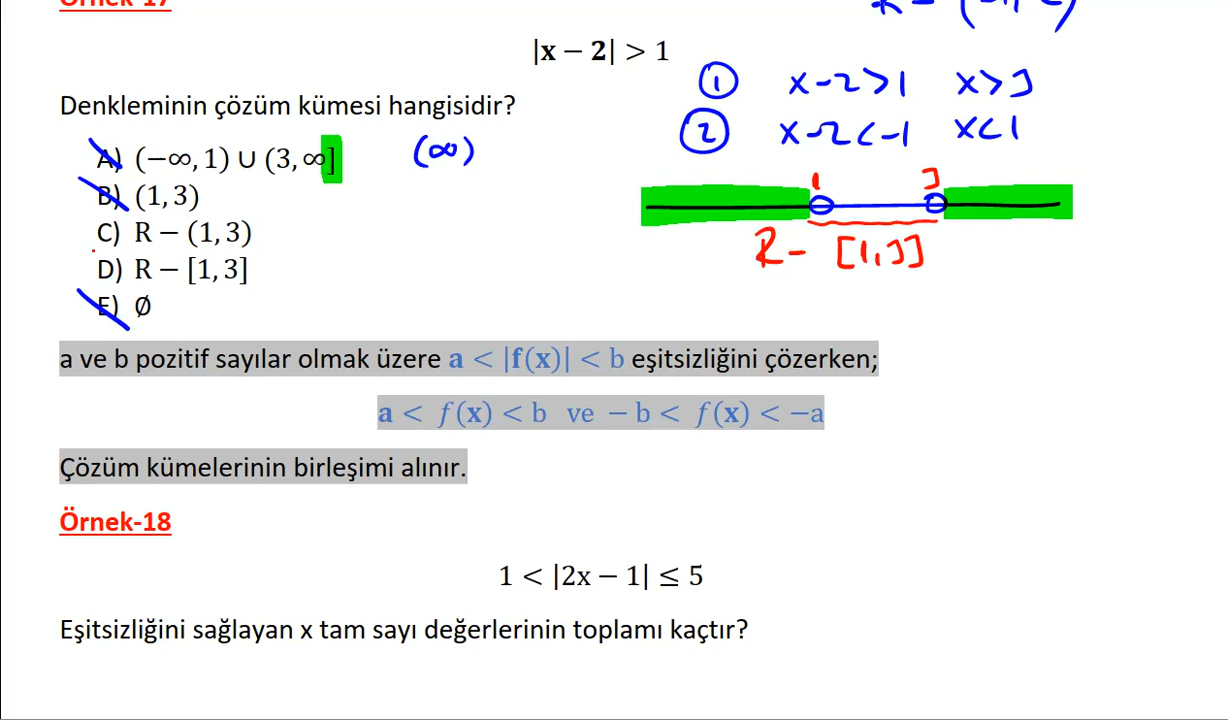 Örnek-17
|x − 2| > 1
① x-2>1 x>3
Denkleminin çözüm kümesi hangisidir?
② x-2<-1 x<1
A) (−∞, 1) ∪ (3, ∞] (∞)
B) (1, 3)
1 3
C) R − (1, 3)
R- [1,3]
D) R − [1, 3]
E) ∅
a ve b pozitif sayılar olmak üzere a < |f(x)| < b eşitsizliğini çözerken;
a < f(x) < b ve − b < f(x) < −a
Çözüm kümelerinin birleşimi alınır.
Örnek-18
1 < |2x − 1| ≤ 5
Eşitsizliğini sağlayan x tam sayı değerlerinin toplamı kaçtır?